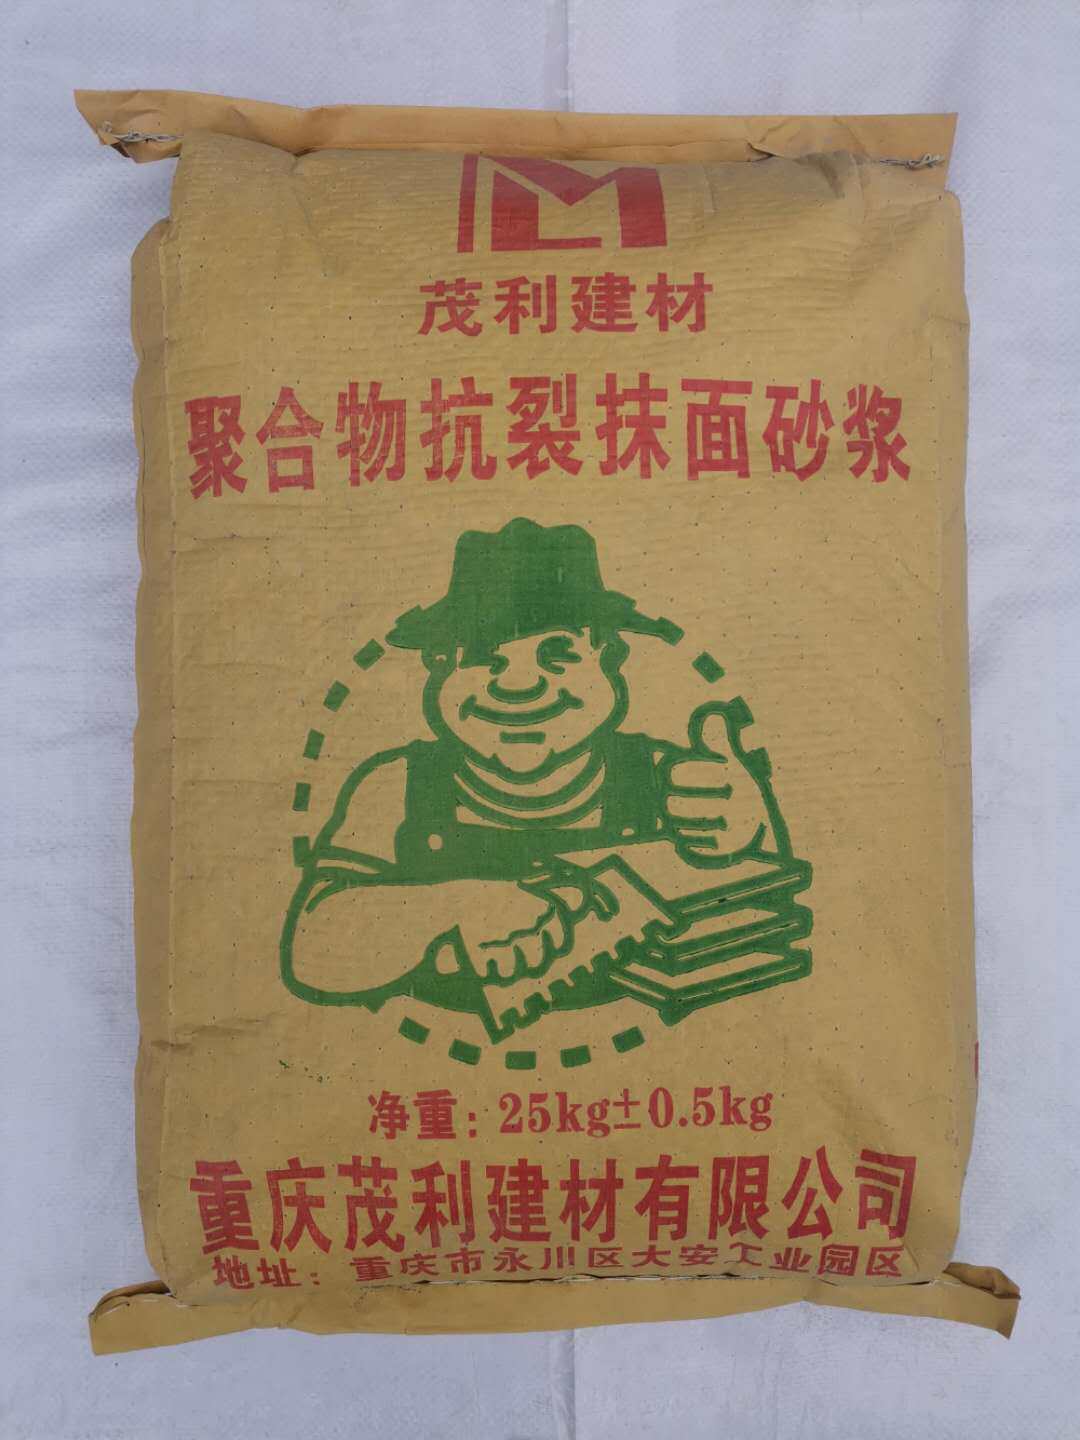 茂利建材
聚合物抗裂抹面砂浆
净重：25kg±0.5kg
重庆茂利建材有限公司
地址：重庆市永川区大安工业园区